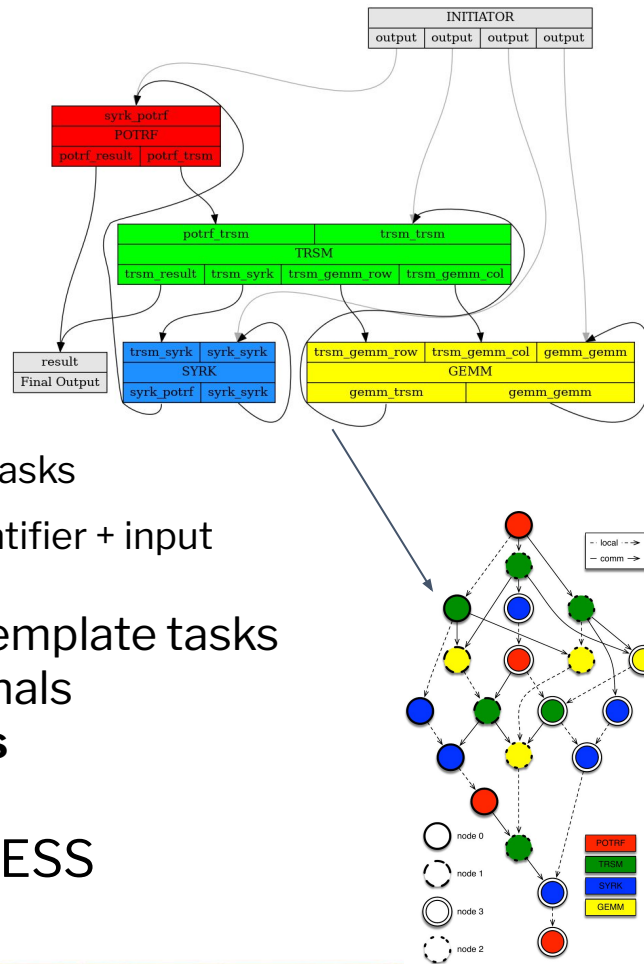 INITIATOR
output output output output
syrk_potrf
POTRF
potrf_result potrf_trsm
potrf_trsm trsm_trsm
TRSM
trsm_result trsm_syrk trsm_gemm_row trsm_gemm_col
result
Final Output
trsm_syrk syrk_syrk
SYRK
syrk_potrf syrk_syrk
trsm_gemm_row trsm_gemm_col gemm_gemm
GEMM
gemm_trsm gemm_gemm
asks
ntifier + input
emplate tasks
nals
s
ESS
local
comm
node 0
node 1
node 3
node 2
POTRF
TRSM
SYRK
GEMM